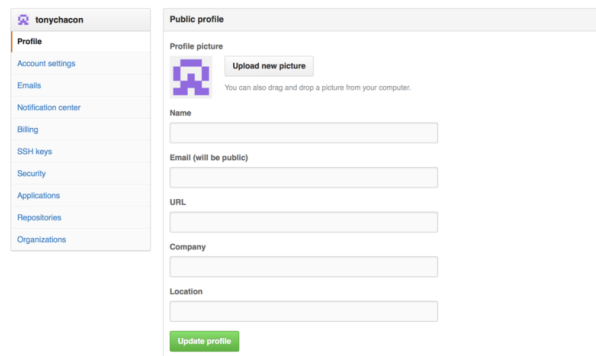 tonychacon
Profile
Account settings
Emails
Notification center
Billing
SSH keys
Security
Applications
Repositories
Organizations
Public profile
Profile picture
Upload new picture
You can also drag and drop a picture from your computer.
Name
Email (will be public)
URL
Company
Location
Update profile